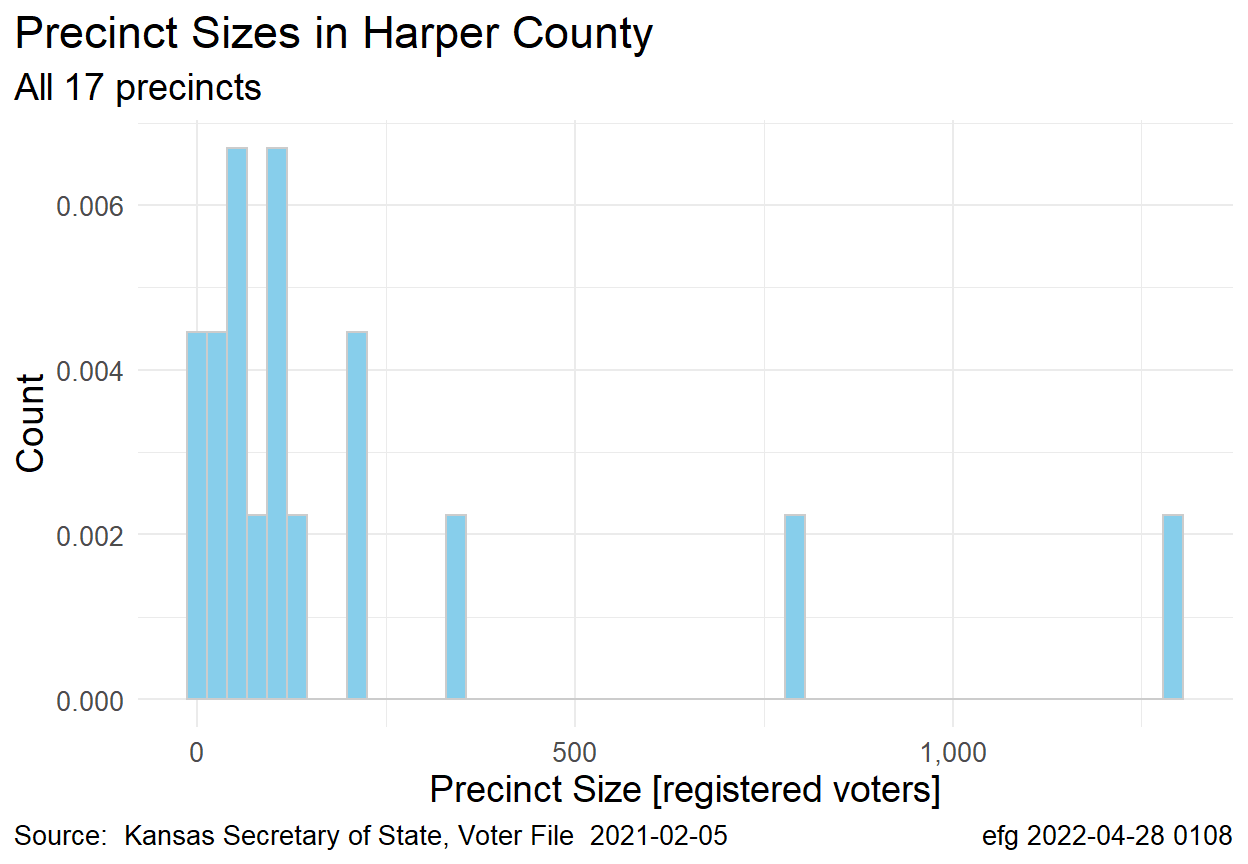 Precinct Sizes in Harper County
All 17 precincts
0.006
0.004
0.002
0.000
Count
0 500 1,000
Precinct Size [registered voters]
Source:  Kansas Secretary of State, Voter File  2021-02-05
efg 2022-04-28 0108